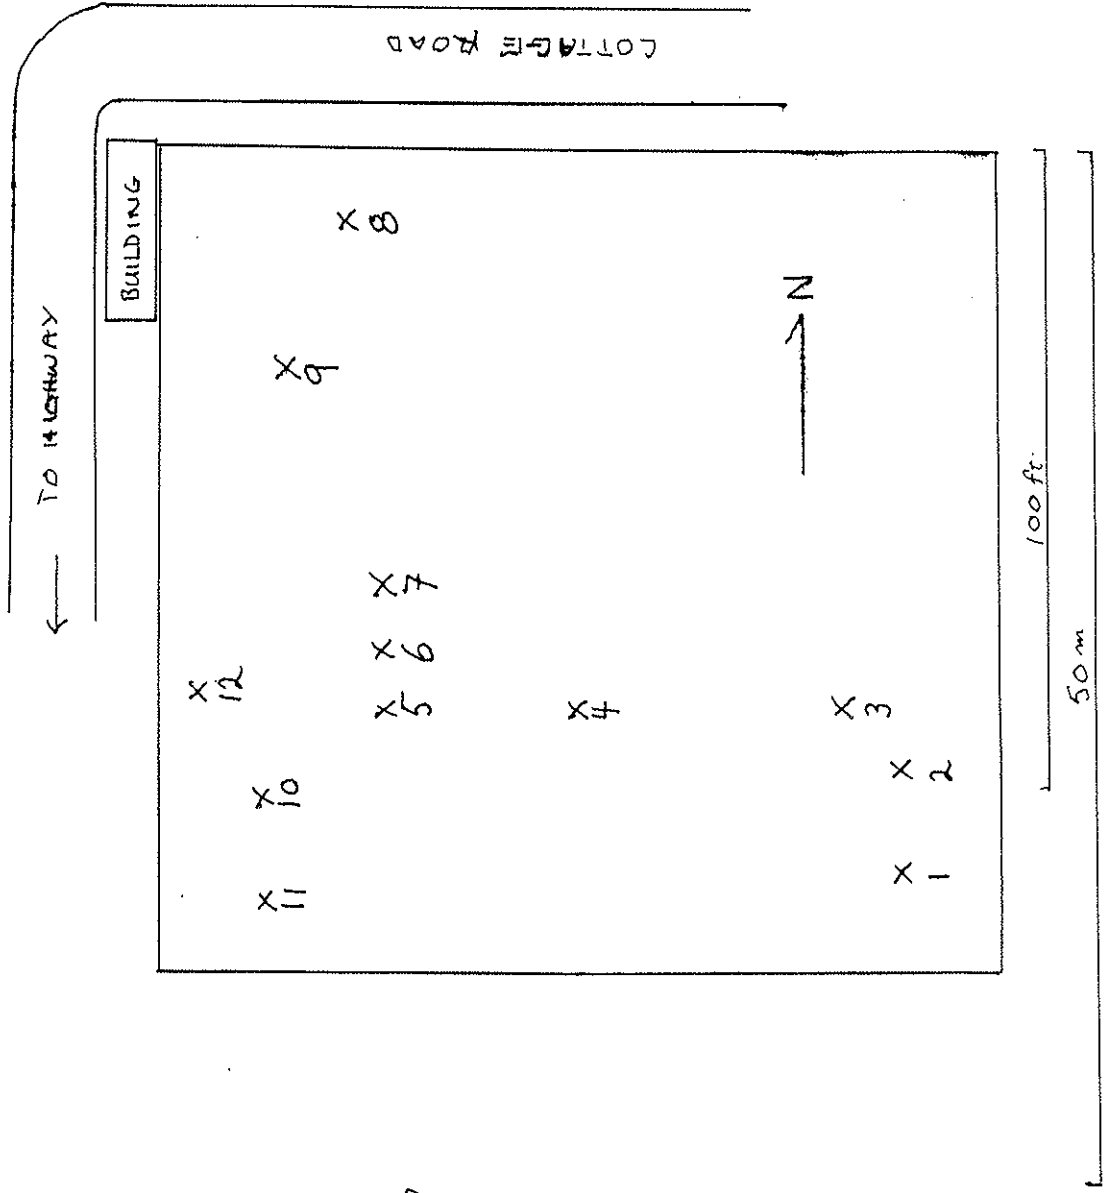 COTTAGE ROAD
← TO HIGHWAY
BUILDING
X 8
X 9
X 7
X 6
X 5
X 12
X 10
X 11
X 4
X 3
X 2
X 1
N
100 ft.
50 m